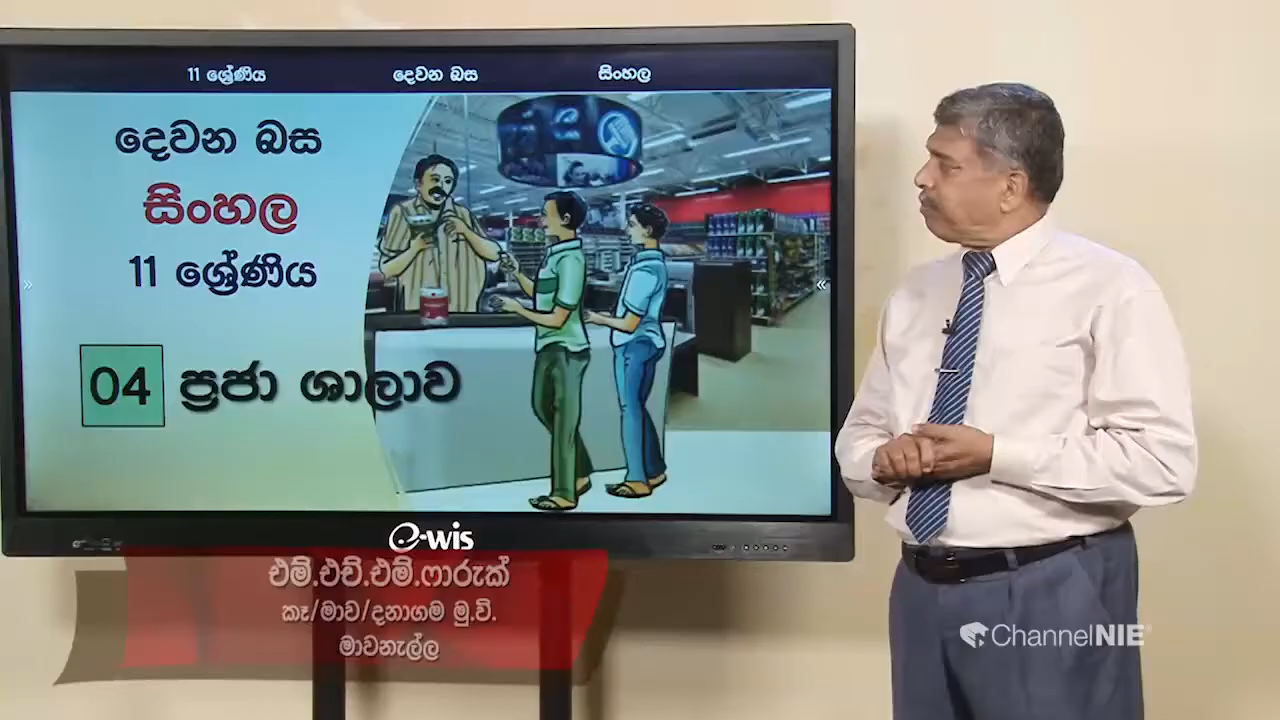 11 ශ්‍රේණිය දෙවන බස සිංහල
දෙවන බස
සිංහල
11 ශ්‍රේණිය
04 ප්‍රජා ශාලාව
e-wis
එම්.එච්.එම්.ෆාරුක්
කෑ/මාව/දනාගම මු.වි.
මාවනැල්ල
ChannelNIE